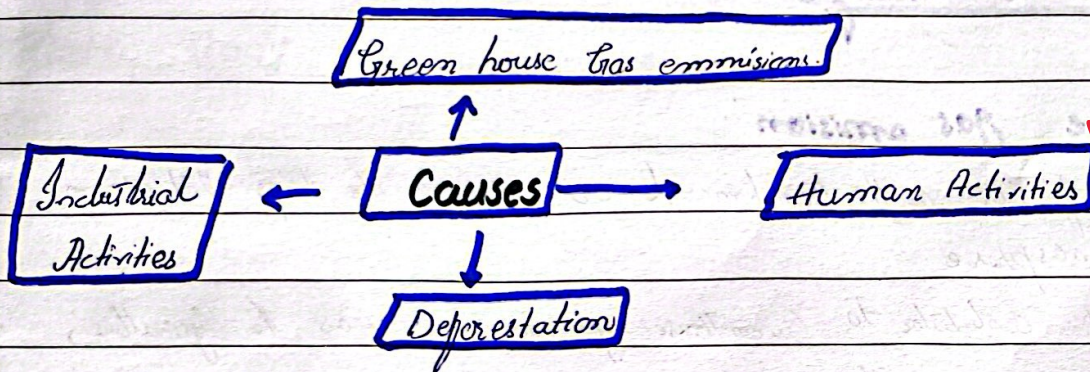 Green house Gas emmisions.
Industrial
Activities
Causes
Human Activities
Deforestation